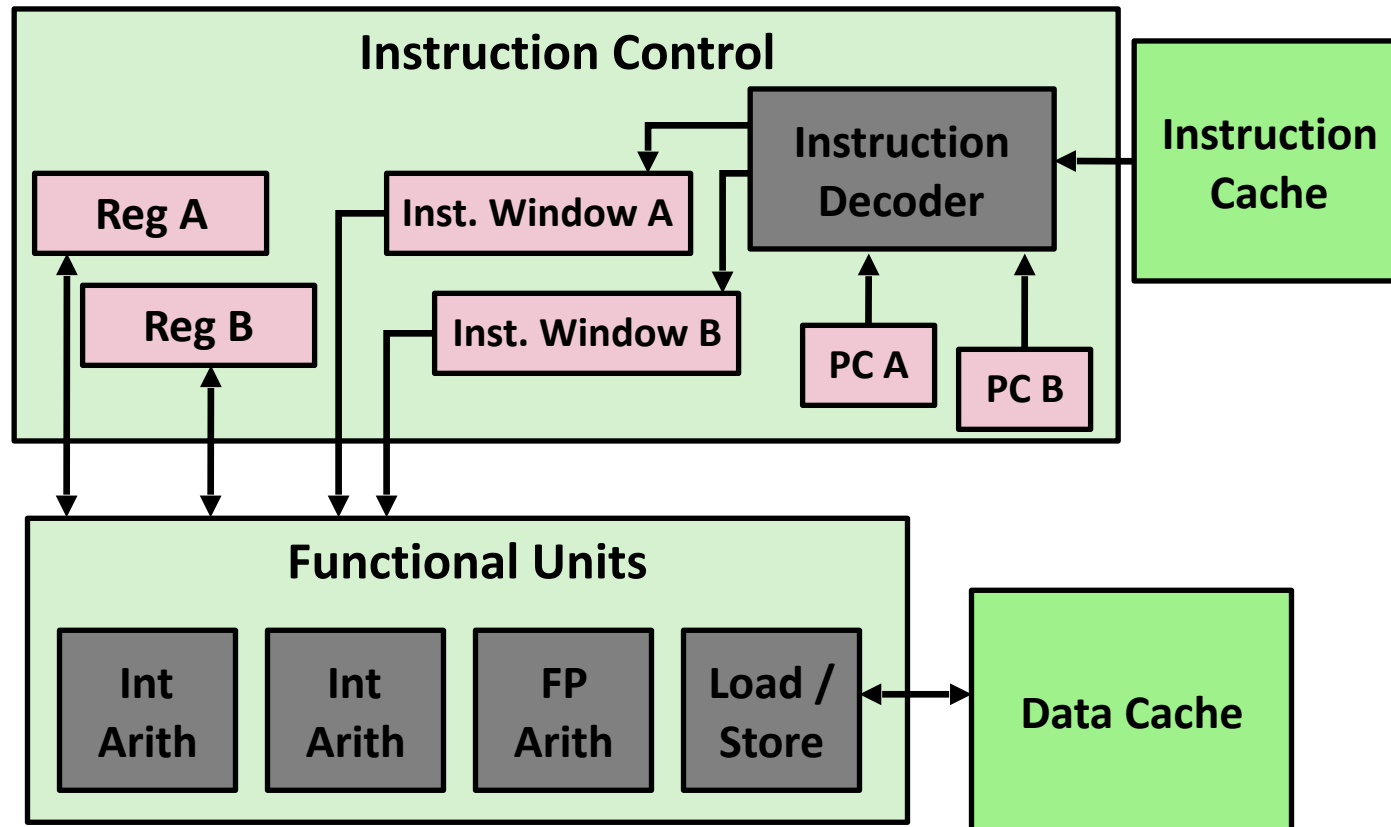 Instruction Control
Instruction
Decoder
Instruction
Cache
Reg A
Inst. Window A
Reg B
Inst. Window B
PC A
PC B
Functional Units
Int
Arith
Int
Arith
FP
Arith
Load /
Store
Data Cache